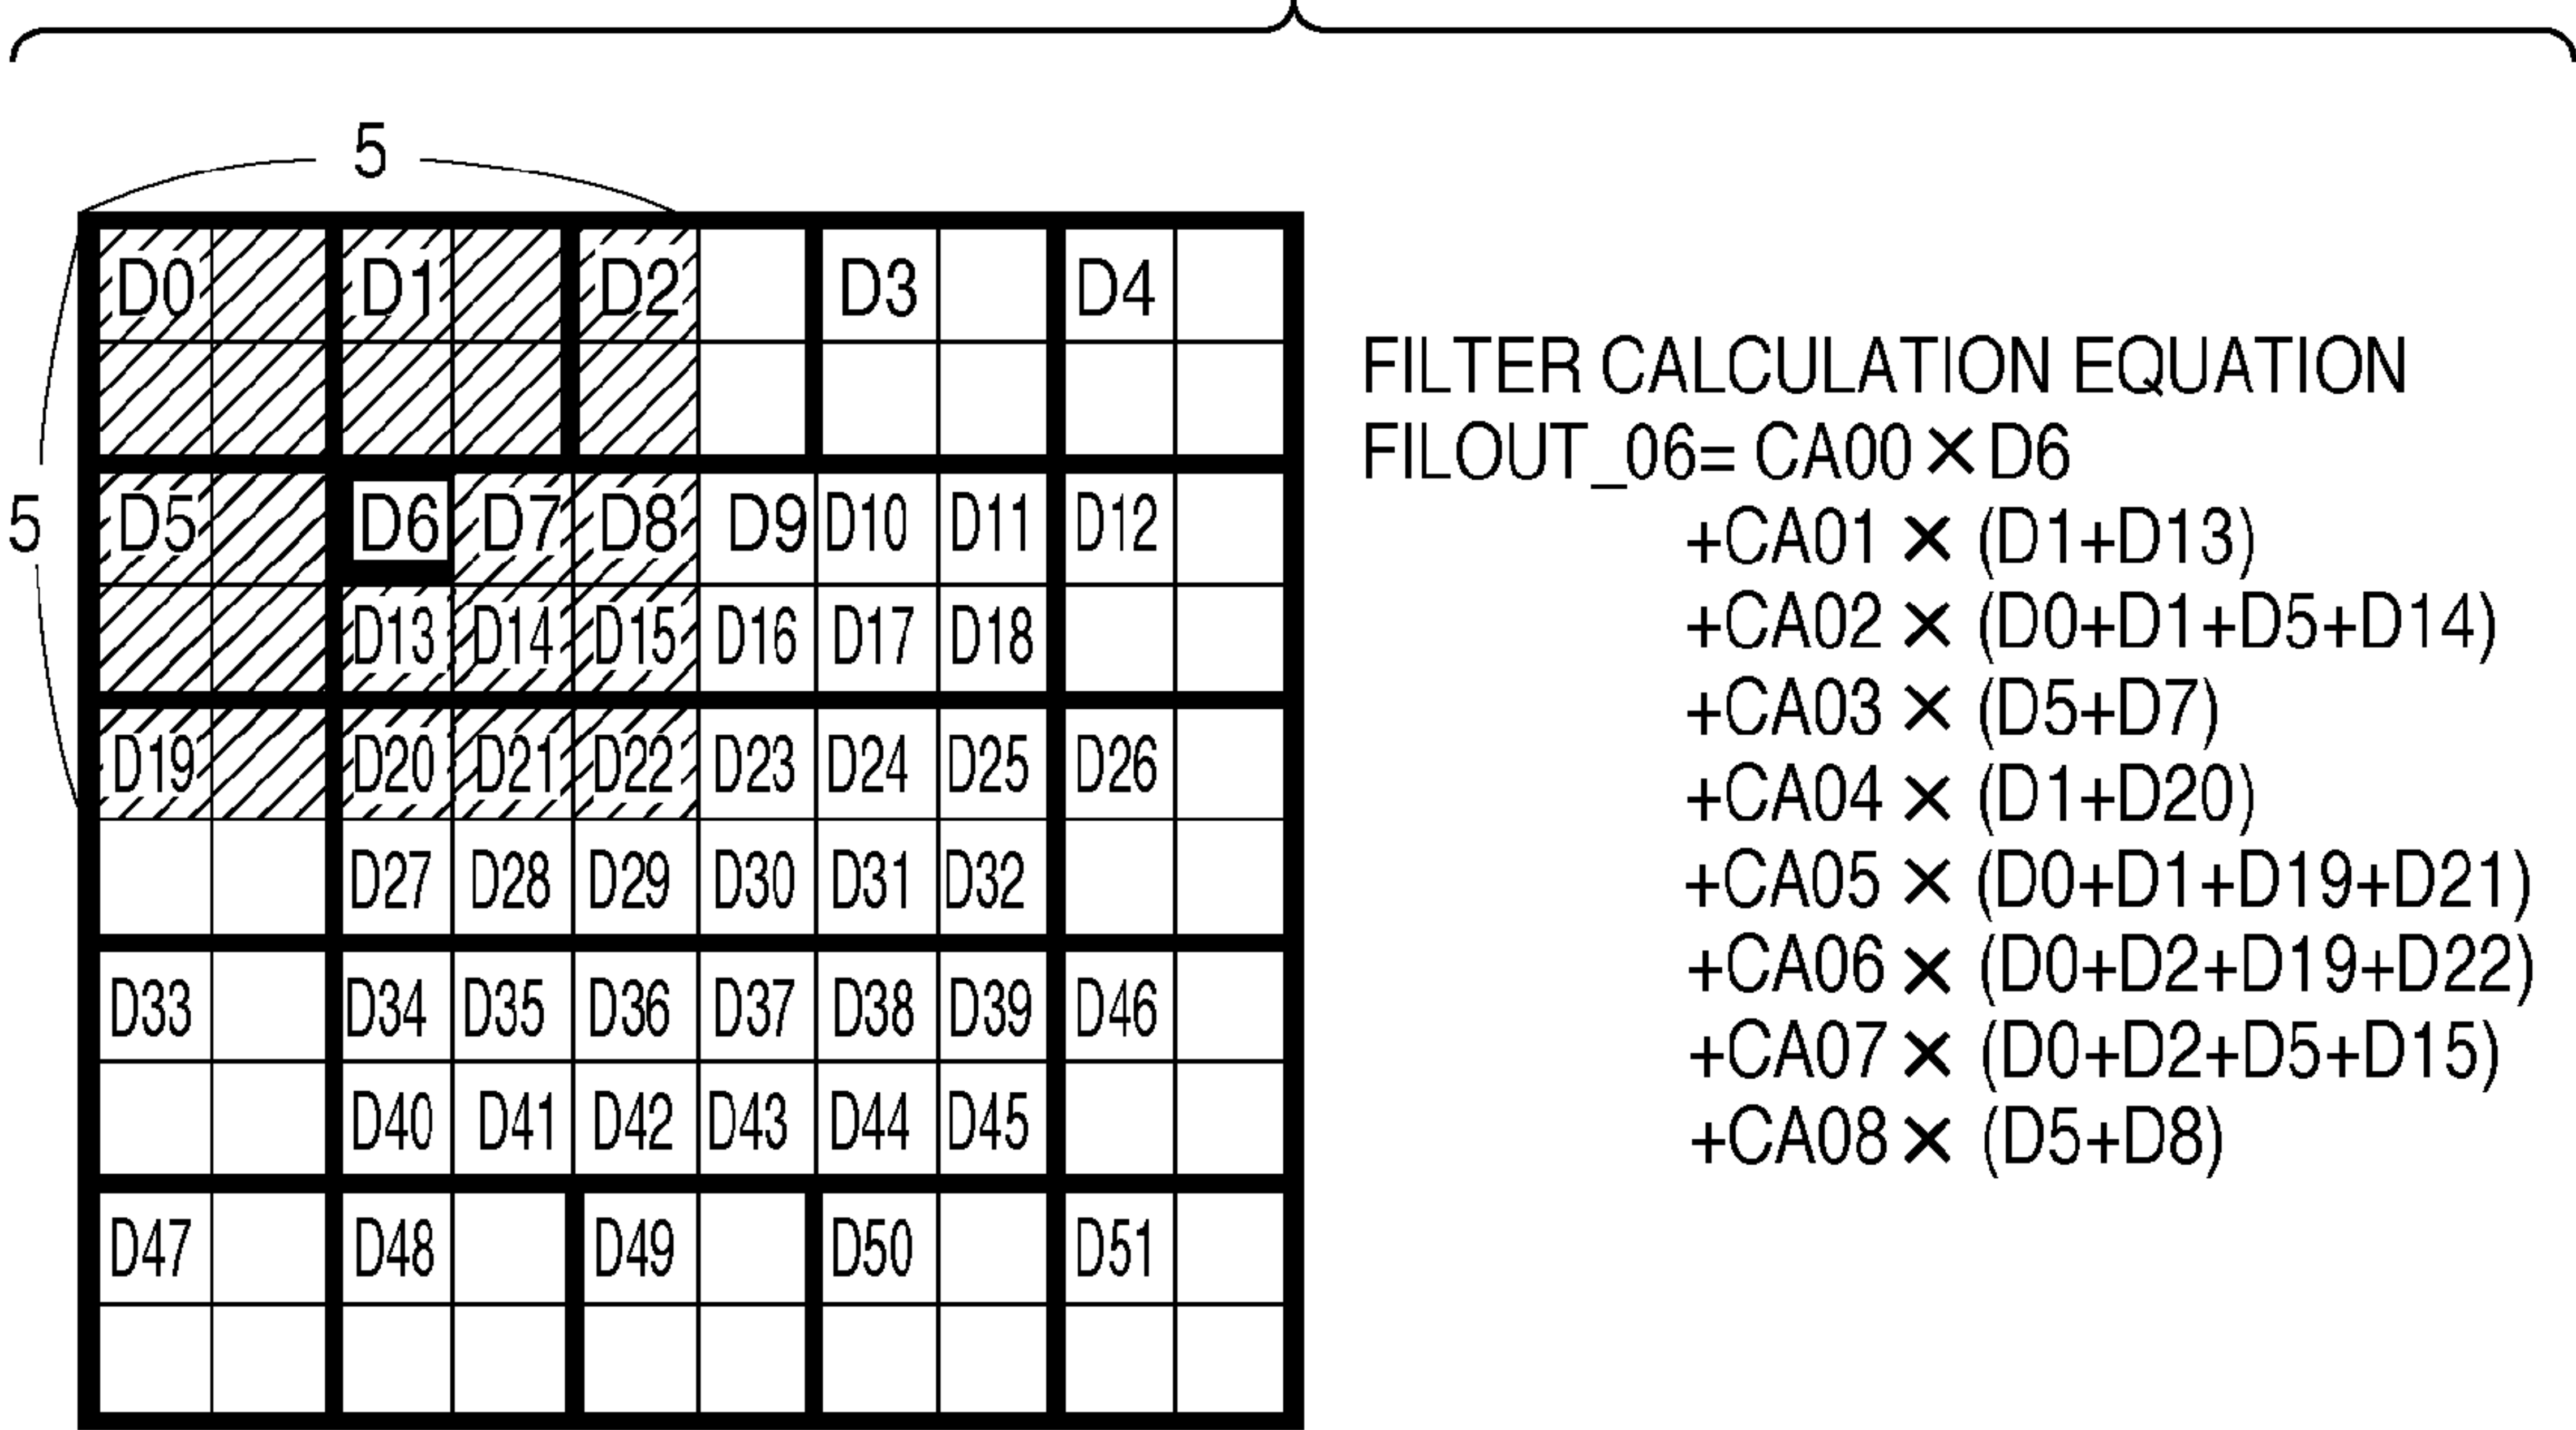 5
5
D0 D1 D2 D3 D4
D5 D6 D7 D8 D9 D10 D11 D12
D13 D14 D15 D16 D17 D18
D19 D20 D21 D22 D23 D24 D25 D26
D27 D28 D29 D30 D31 D32
D33 D34 D35 D36 D37 D38 D39 D46
D40 D41 D42 D43 D44 D45
D47 D48 D49 D50 D51
FILTER CALCULATION EQUATION
FILOUT_06= CA00 × D6
+CA01 × (D1+D13)
+CA02 × (D0+D1+D5+D14)
+CA03 × (D5+D7)
+CA04 × (D1+D20)
+CA05 × (D0+D1+D19+D21)
+CA06 × (D0+D2+D19+D22)
+CA07 × (D0+D2+D5+D15)
+CA08 × (D5+D8)